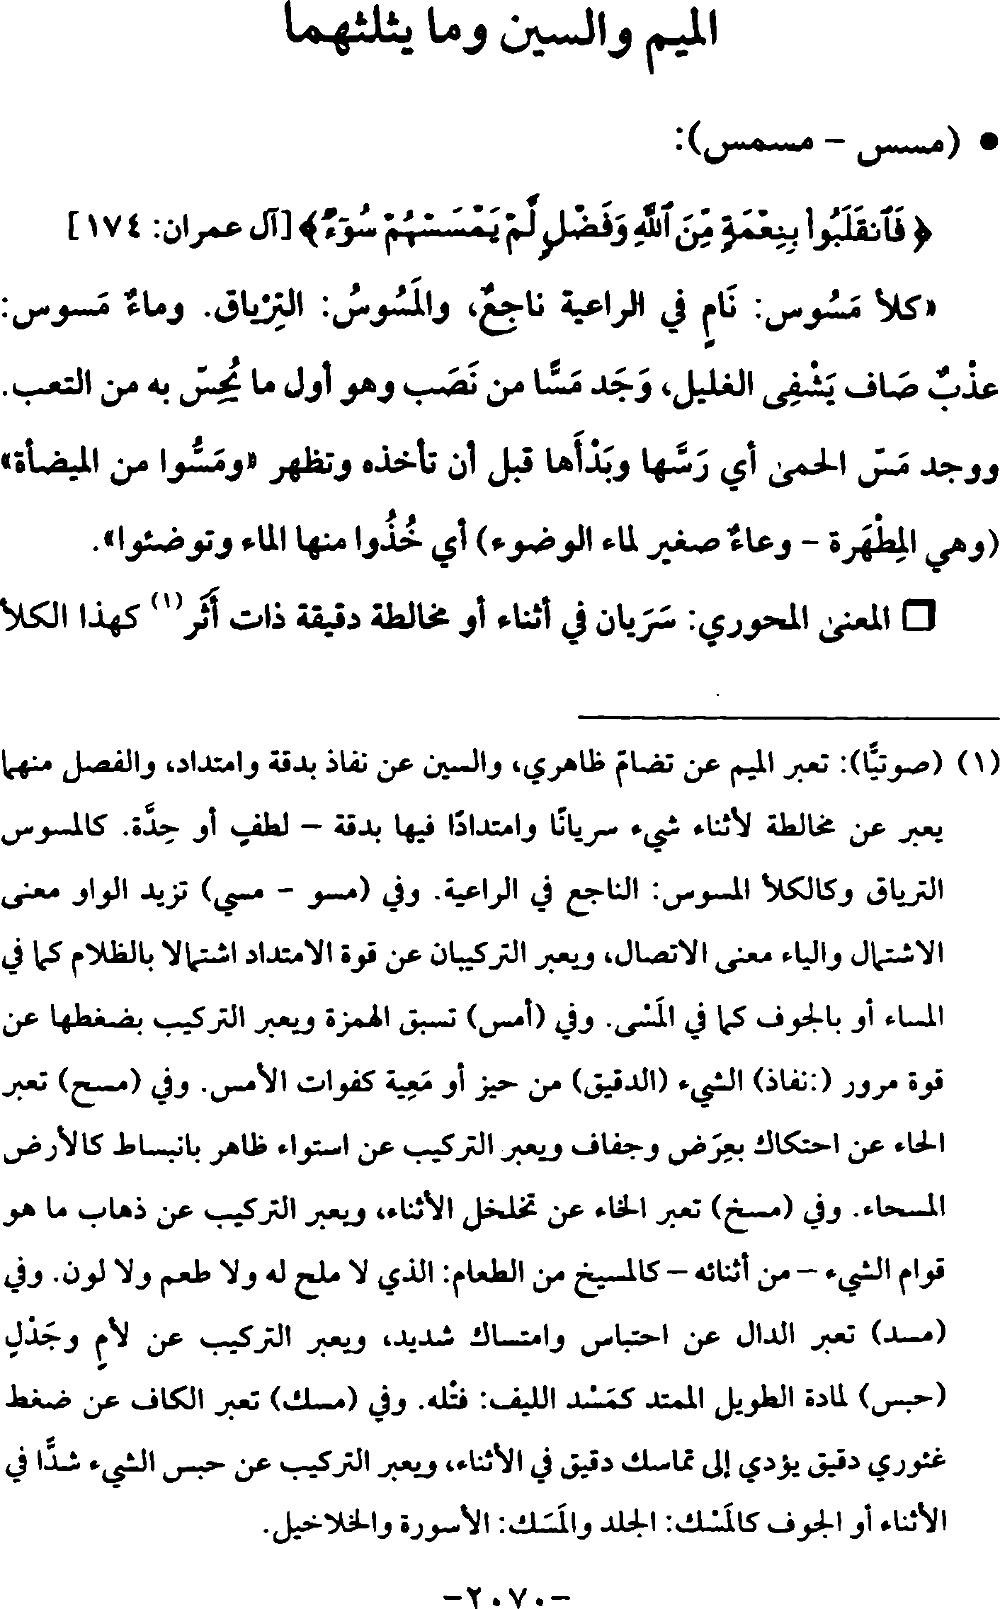 الميم والسين وما يثلثهما
• (مسس - مسمس):
﴿فَٱنقَلَبُوا۟ بِنِعْمَةٍ مِّنَ ٱللَّهِ وَفَضْلٍ لَّمْ يَمْسَسْهُمْ سُوٓءٌ﴾ [آل عمران: ١٧٤]
«كلأ مَسُوس: نَامٍ في الراعية ناجِعٌ، والمَسُوسُ: التِرْياق. وماءٌ مَسوس:
عذْبٌ صَاف يَشْفِى الغليل، وَجَد مَسًّا من نَصَب وهو أول ما يُحِسّ به من التعب.
ووجد مَسّ الحمىٰ أي رَسَّها وبَدْأَها قبل أن تأخذه وتظهر «ومَسُّوا من الميضأة»
(وهي المِطْهَرة - وعاءٌ صغير لماء الوضوء) أي خُذُوا منها الماء وتوضئوا».
❒ المعنىٰ المحوري: سَرَيان في أثناء أو مخالطة دقيقة ذات أَثَر(١) كهذا الكلأ
(١) (صوتيًّا): تعبر الميم عن تضامّ ظاهري، والسين عن نفاذ بدقة وامتداد، والفصل منهما
يعبر عن مخالطة لأثناء شيء سريانًا وامتدادًا فيها بدقة - لطفٍ أو حِدَّة. كالمسوس
الترياق وكالكلأ المسوس: الناجع في الراعية. وفي (مسو - مسي) تزيد الواو معنى
الاشتمال والياء معنى الاتصال، ويعبر التركيبان عن قوة الامتداد اشتمالا بالظلام كما في
المساء أو بالجوف كما في المَسْى. وفي (أمس) تسبق الهمزة ويعبر التركيب بضغطها عن
قوة مرور (:نفاذ) الشيء (الدقيق) من حيز أو مَعِية كفوات الأمس. وفي (مسح) تعبر
الحاء عن احتكاك بعِرَض وجفاف ويعبر التركيب عن استواء ظاهر بانبساط كالأرض
المسحاء. وفي (مسخ) تعبر الخاء عن تخلخل الأثناء، ويعبر التركيب عن ذهاب ما هو
قوام الشيء - من أثنائه - كالمسيخ من الطعام: الذي لا ملح له ولا طعم ولا لون. وفي
(مسد) تعبر الدال عن احتباس وامتساك شديد، ويعبر التركيب عن لأمٍ وجَدْلٍ
(حبس) لمادة الطويل الممتد كمَسْد الليف: فتْله. وفي (مسك) تعبر الكاف عن ضغط
غئوري دقيق يؤدي إلى تماسك دقيق في الأثناء، ويعبر التركيب عن حبس الشيء شدًّا في
الأثناء أو الجوف كالمَسْك: الجلد والمَسَك: الأسورة والخلاخيل.
-٢٠٧٠-